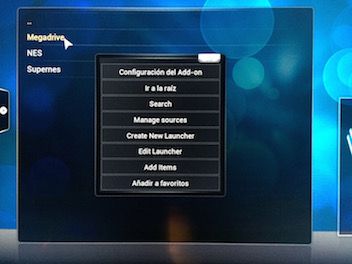 ..
Megadrive
NES
Supernes
Configuración del Add-on
Ir a la raíz
Search
Manage sources
Create New Launcher
Edit Launcher
Add Items
Añadir a favoritos